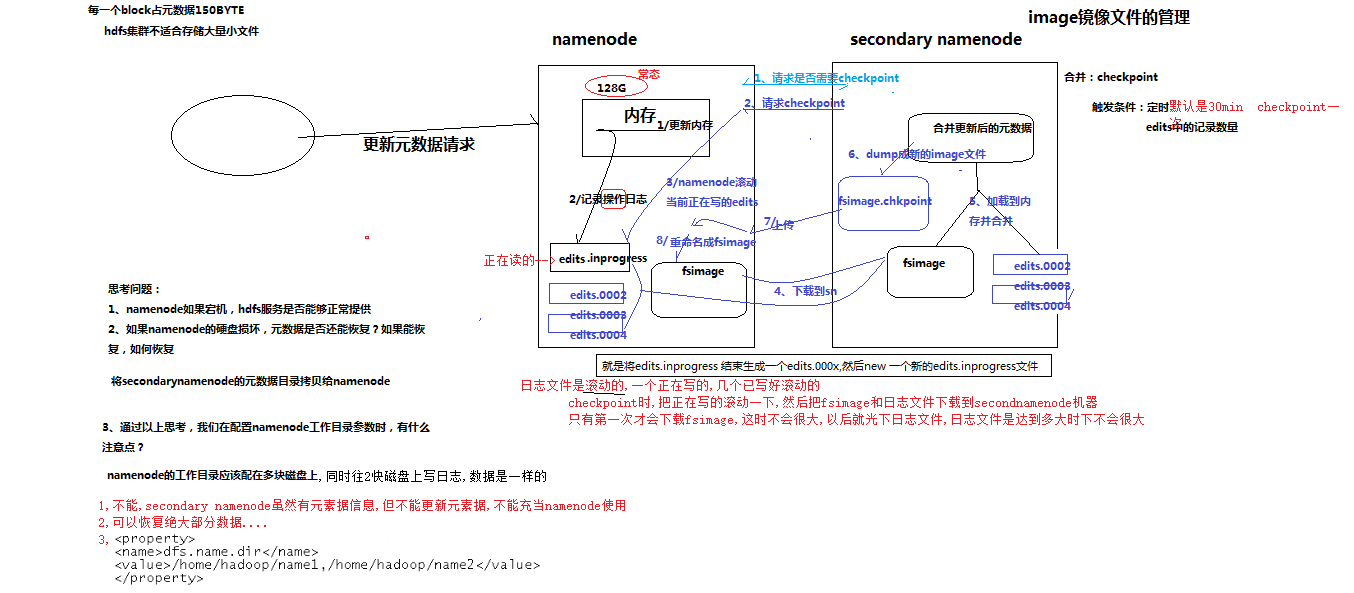 每一个block占元数据150BYTE
hdfs集群不适合存储大量小文件
image镜像文件的管理
namenode
secondary namenode
常态
128G
内存
1/更新内存
更新元数据请求
2/记录操作日志
正在读的-->
edits.inprogress
edits.0002
edits.0003
edits.0004
1、请求是否需要checkpoint
2、请求checkpoint
3/namenode滚动
当前正在写的edits
7/上传
8/重命名成fsimage
fsimage
4、下载到sn
合并更新后的元数据
6、dump成新的image文件
fsimage.chkpoint
5、加载到内
存并合并
fsimage
edits.0002
edits.0003
edits.0004
合并：checkpoint
触发条件：定时默认是30min checkpoint一
次
edits中的记录数量
就是将edits.inprogress 结束生成一个edits.000x,然后new 一个新的edits.inprogress文件
日志文件是滚动的,一个正在写的,几个已写好滚动的
checkpoint时,把正在写的滚动一下,然后把fsimage和日志文件下载到secondnamenode机器
只有第一次才会下载fsimage,这时不会很大,以后就光下日志文件,日志文件是达到多大时下不会很大
思考问题：
1、namenode如果宕机，hdfs服务是否能够正常提供
2、如果namenode的硬盘损坏，元数据是否还能恢复？如果能恢
复，如何恢复
将secondarynamenode的元数据目录拷贝给namenode
3、通过以上思考，我们在配置namenode工作目录参数时，有什么
注意点？
namenode的工作目录应该配在多块磁盘上,同时往2快磁盘上写日志,数据是一样的
1,不能,secondary namenode虽然有元素据信息,但不能更新元素据,不能充当namenode使用
2,可以恢复绝大部分数据....
3,<property>
<name>dfs.name.dir</name>
<value>/home/hadoop/name1,/home/hadoop/name2</value>
</property>